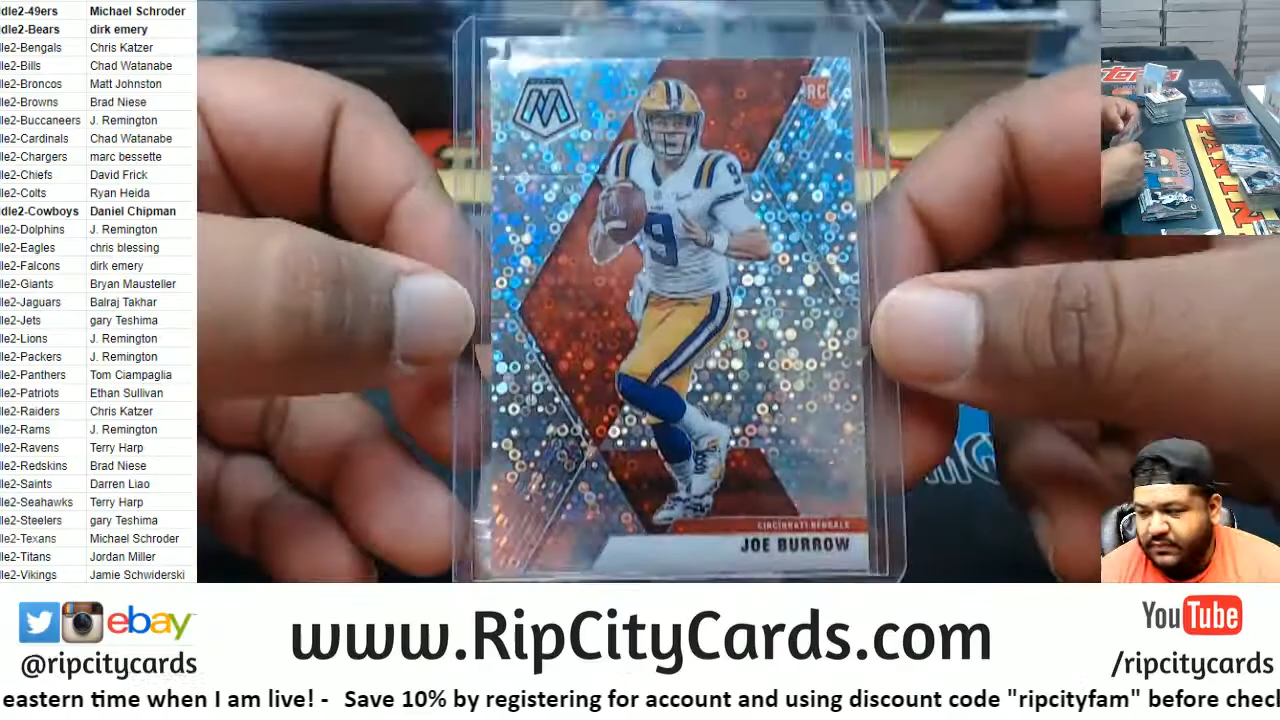 dle2-49ers Michael Schroder
dle2-Bears dirk emery
dle2-Bengals Chris Katzer
dle2-Bills Chad Watanabe
dle2-Broncos Matt Johnston
dle2-Browns Brad Niese
dle2-Buccaneers J. Remington
dle2-Cardinals Chad Watanabe
dle2-Chargers marc bessette
dle2-Chiefs David Frick
dle2-Colts Ryan Heida
dle2-Cowboys Daniel Chipman
dle2-Dolphins J. Remington
dle2-Eagles chris blessing
dle2-Falcons dirk emery
dle2-Giants Bryan Mausteller
dle2-Jaguars Balraj Takhar
dle2-Jets gary Teshima
dle2-Lions J. Remington
dle2-Packers J. Remington
dle2-Panthers Tom Ciampaglia
dle2-Patriots Ethan Sullivan
dle2-Raiders Chris Katzer
dle2-Rams J. Remington
dle2-Ravens Terry Harp
dle2-Redskins Brad Niese
dle2-Saints Darren Liao
dle2-Seahawks Terry Harp
dle2-Steelers gary Teshima
dle2-Texans Michael Schroder
dle2-Titans Jordan Miller
dle2-Vikings Jamie Schwiderski
RC
9
9
CINCINNATI BENGALS
JOE BURROW
Topps
PANINI
ebay
@ripcitycards
www.RipCityCards.com
YouTube
/ripcitycards
eastern time when I am live! - Save 10% by registering for account and using discount code "ripcityfam" before chec